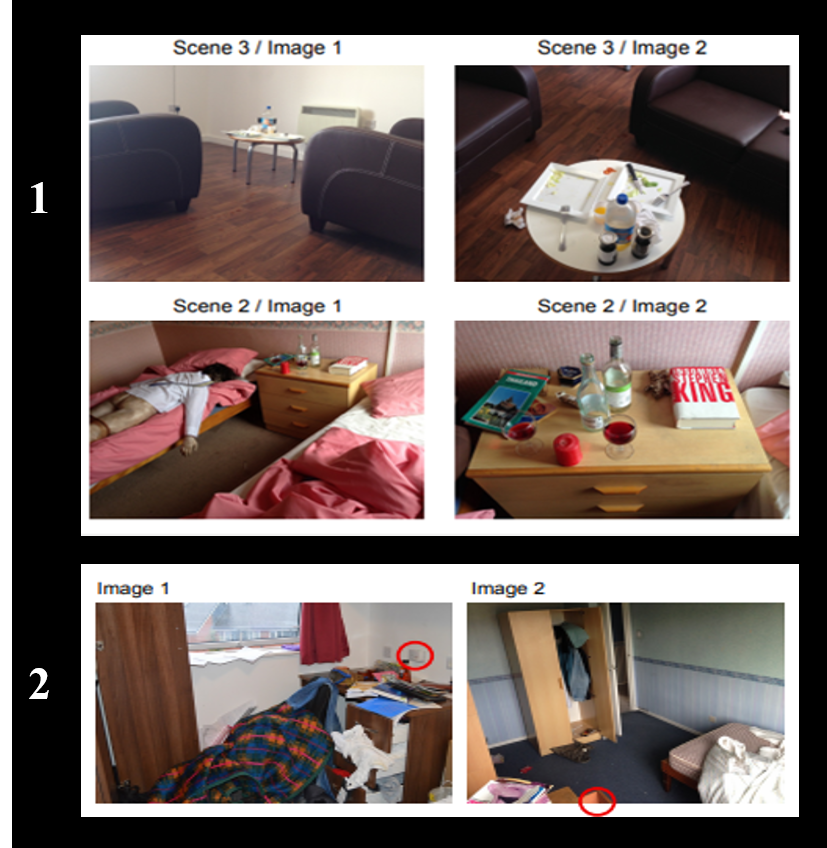 1
Scene 3 / Image 1
Scene 3 / Image 2
Scene 2 / Image 1
Scene 2 / Image 2
THAILAND
STEPHEN
KING
2
Image 1
Image 2